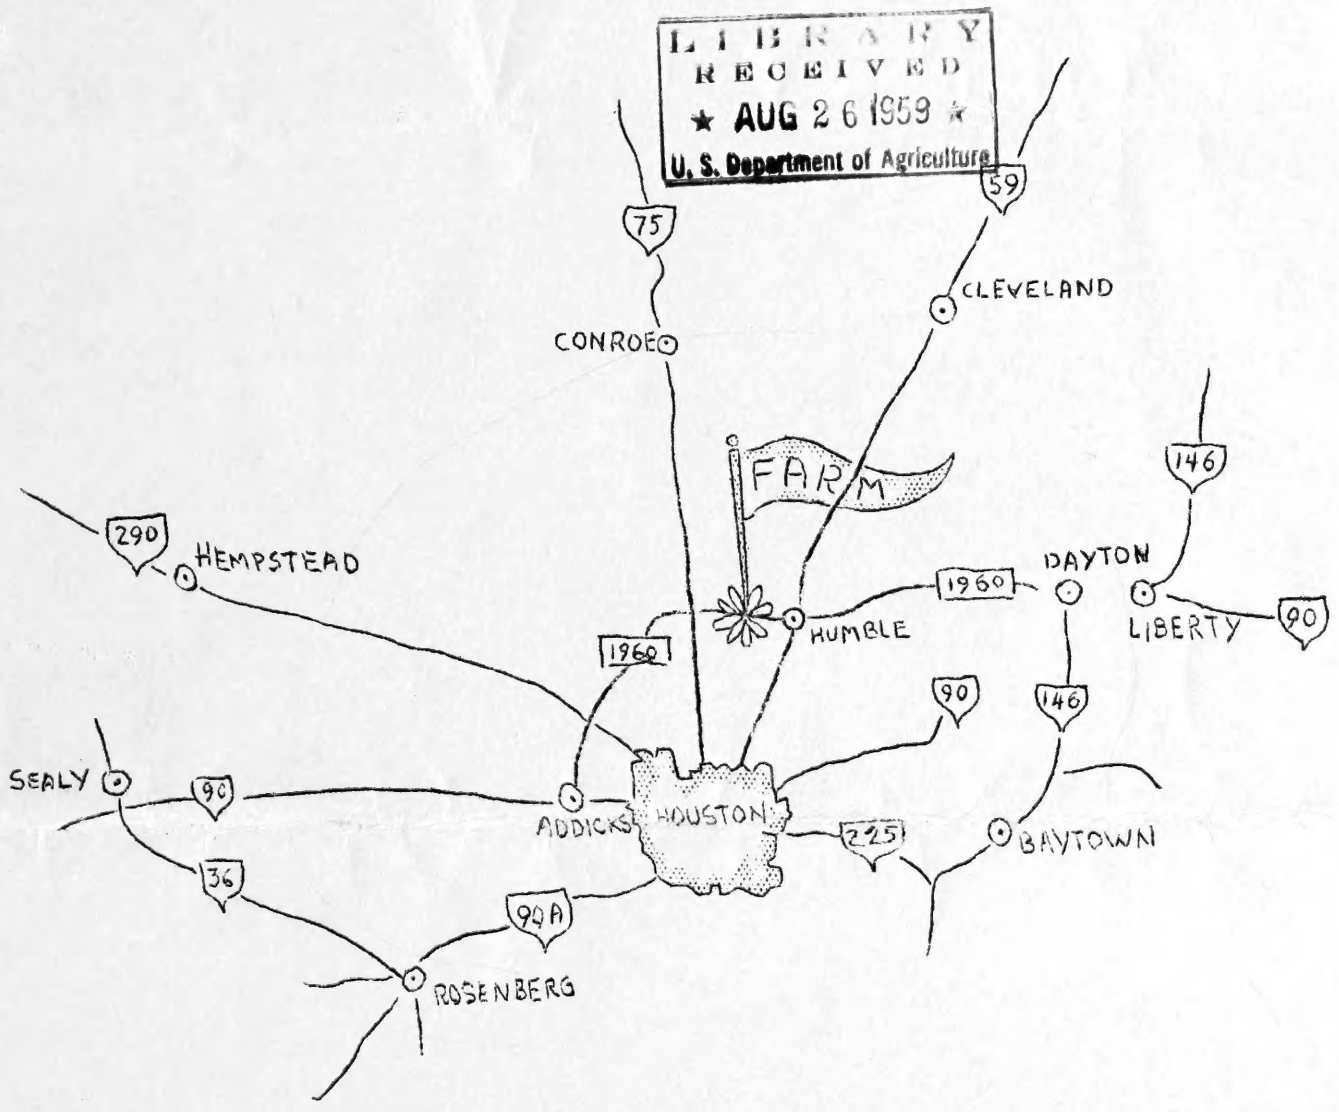 LIBRARY
RECEIVED
★ AUG 26 1959 ★
U. S. Department of Agriculture
59
75
CLEVELAND
CONROE
146
FARM
290
HEMPSTEAD
DAYTON
1960
LIBERTY
90
HUMBLE
1960
90
146
SEALY
90
ADDICKS
HOUSTON
225
BAYTOWN
36
90A
ROSENBERG